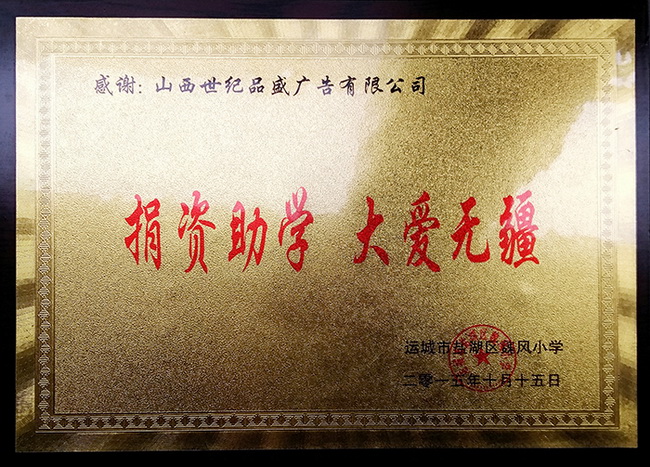 感谢：山西世纪品盛广告有限公司
捐资助学 大爱无疆
运城市盐湖区魏风小学
二零一五年十月十五日